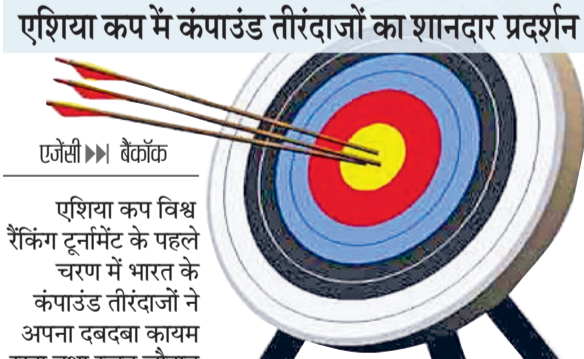 एशिया कप में कंपाउंड तीरंदाजों का शानदार प्रदर्शन
एजेंसी ▶▶| बैंकॉक
एशिया कप विश्व
रैंकिंग टूर्नामेंट के पहले
चरण में भारत के
कंपाउंड तीरंदाजों ने
अपना दबदबा कायम